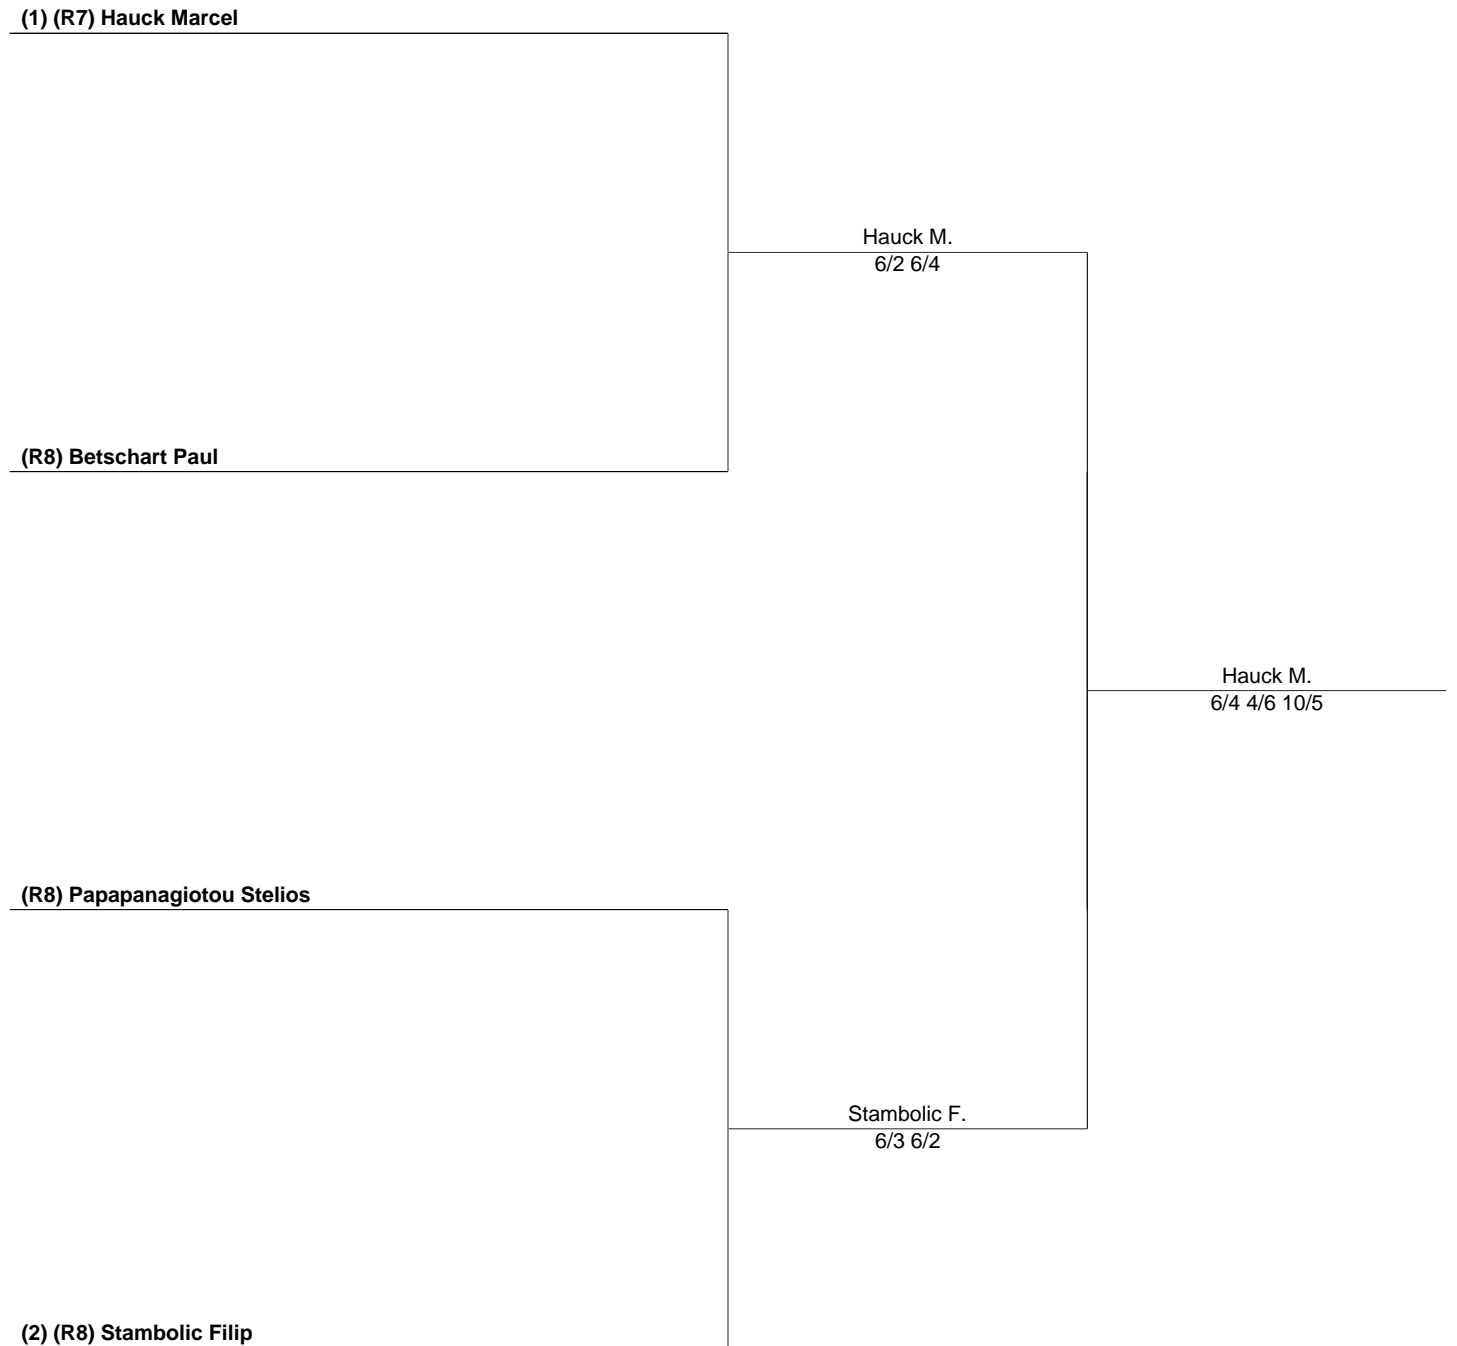 (1) (R7) Hauck Marcel
Hauck M.
6/2 6/4
(R8) Betschart Paul
Hauck M.
6/4 4/6 10/5
(R8) Papapanagiotou Stelios
Stambolic F.
6/3 6/2
(2) (R8) Stambolic Filip